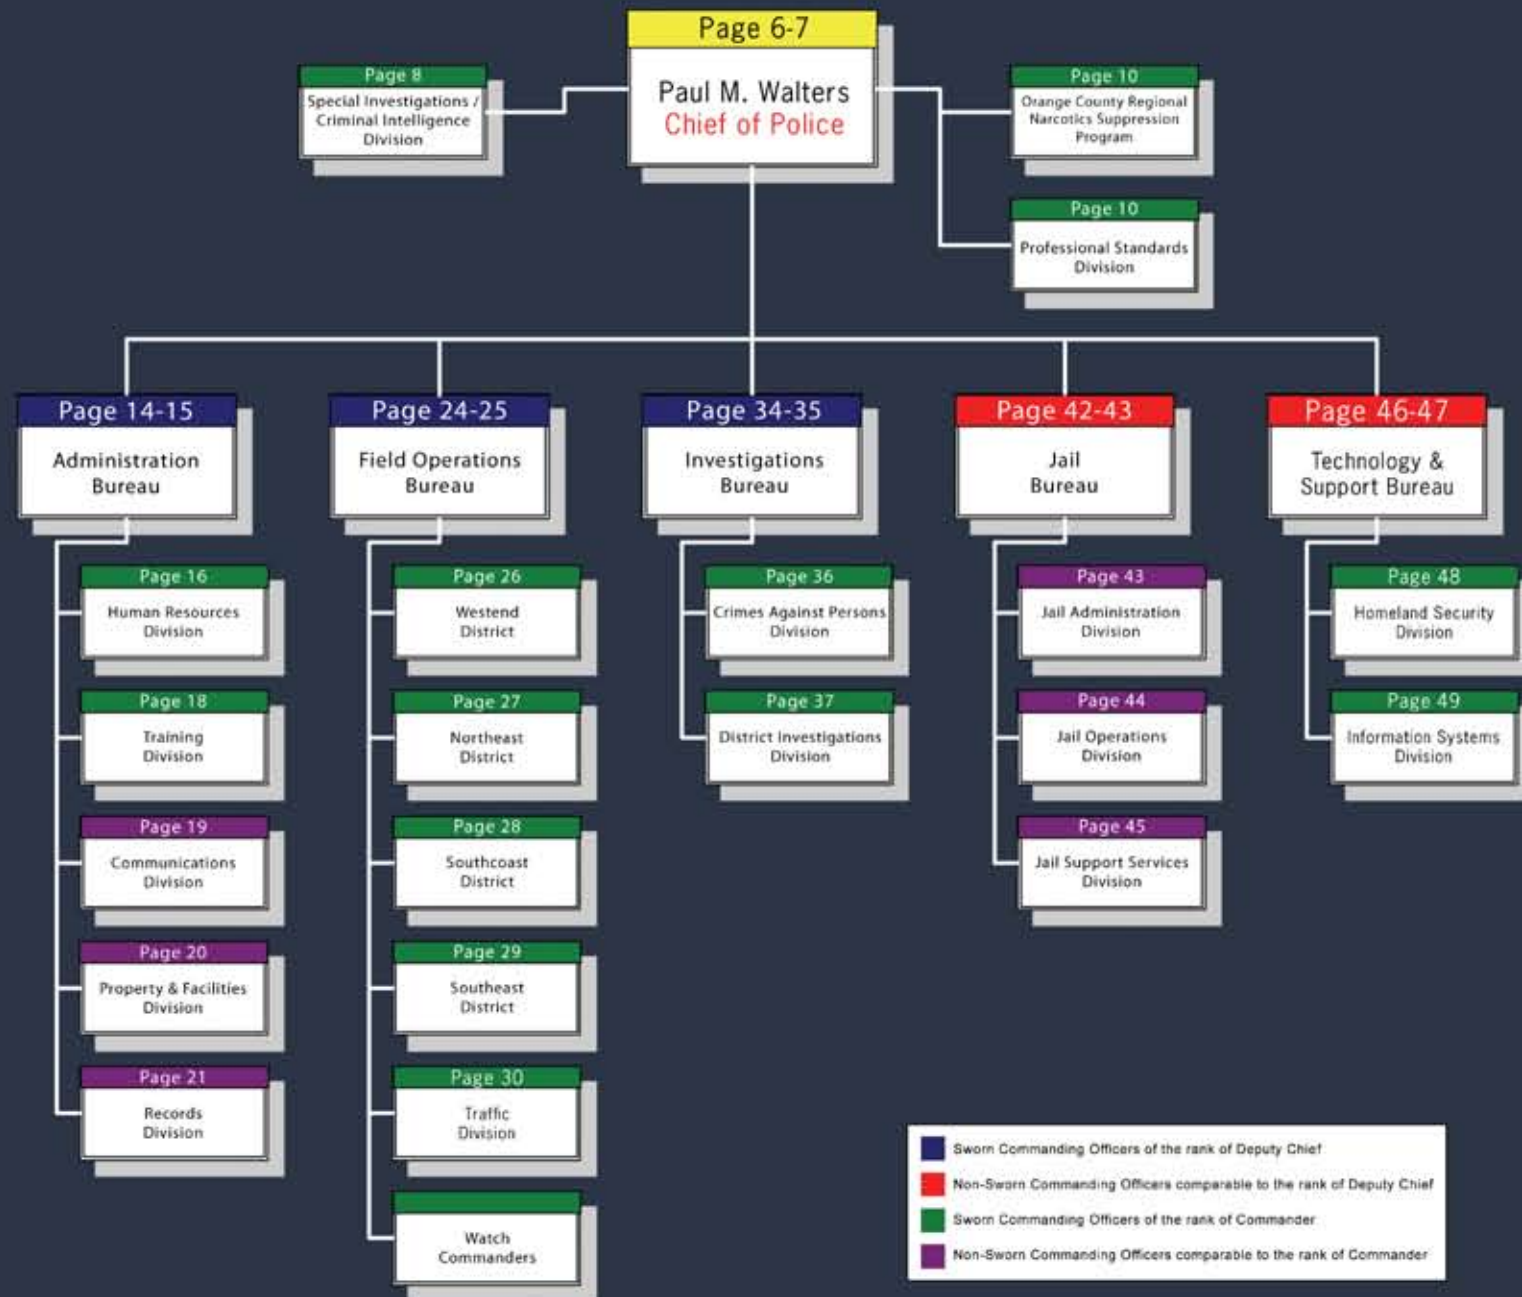 Page 6-7
Paul M. Walters
Chief of Police
Page 8
Special Investigations /
Criminal Intelligence
Division
Page 10
Orange County Regional
Narcotics Suppression
Program
Page 10
Professional Standards
Division
Page 14-15
Administration
Bureau
Page 16
Human Resources
Division
Page 18
Training
Division
Page 19
Communications
Division
Page 20
Property & Facilities
Division
Page 21
Records
Division
Page 24-25
Field Operations
Bureau
Page 26
Westend
District
Page 27
Northeast
District
Page 28
Southcoast
District
Page 29
Southeast
District
Page 30
Traffic
Division
Watch
Commanders
Page 34-35
Investigations
Bureau
Page 36
Crimes Against Persons
Division
Page 37
District Investigations
Division
Page 42-43
Jail
Bureau
Page 43
Jail Administration
Division
Page 44
Jail Operations
Division
Page 45
Jail Support Services
Division
Page 46-47
Technology &
Support Bureau
Page 48
Homeland Security
Division
Page 49
Information Systems
Division
Sworn Commanding Officers of the rank of Deputy Chief
Non-Sworn Commanding Officers comparable to the rank of Deputy Chief
Sworn Commanding Officers of the rank of Commander
Non-Sworn Commanding Officers comparable to the rank of Commander